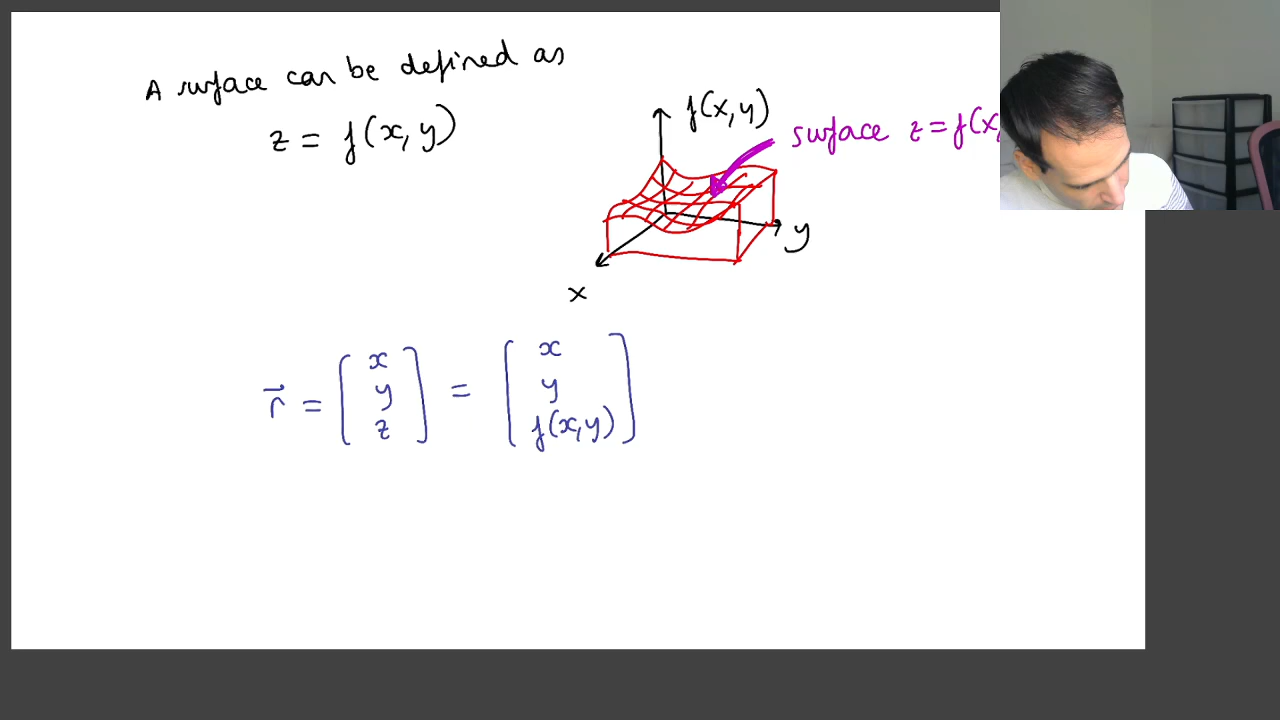 A surface can be defined as
z = f(x, y)
f(x, y)
surface z = f(x,
y
x
r⃗ = [x y z] = [x y f(x,y)]